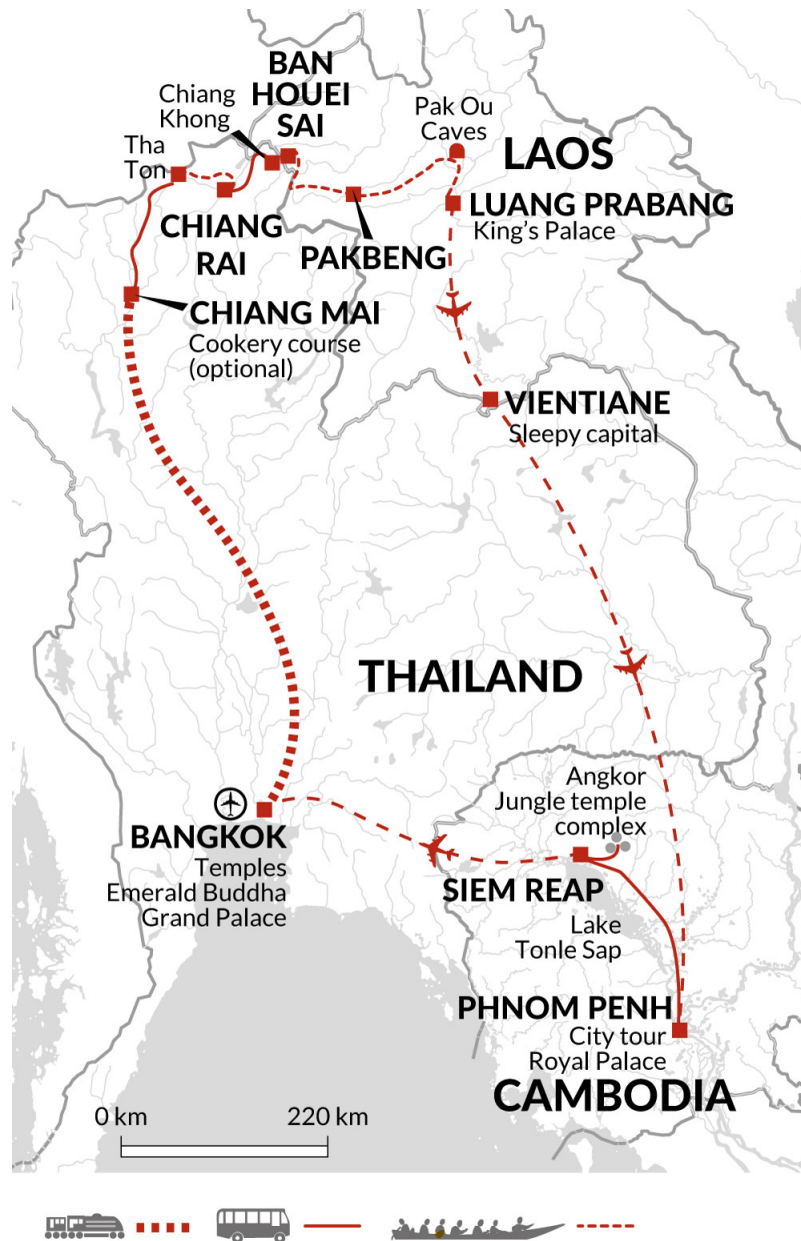 BAN
HOUEI
SAI
Chiang
Khong
Tha
Ton
Pak Ou
Caves
LAOS
CHIANG
RAI
PAKBENG
LUANG PRABANG
King's Palace
CHIANG MAI
Cookery course
(optional)
VIENTIANE
Sleepy capital
THAILAND
Angkor
Jungle temple
complex
BANGKOK
Temples
Emerald Buddha
Grand Palace
SIEM REAP
Lake
Tonle Sap
PHNOM PENH
City tour
Royal Palace
CAMBODIA
0 km
220 km